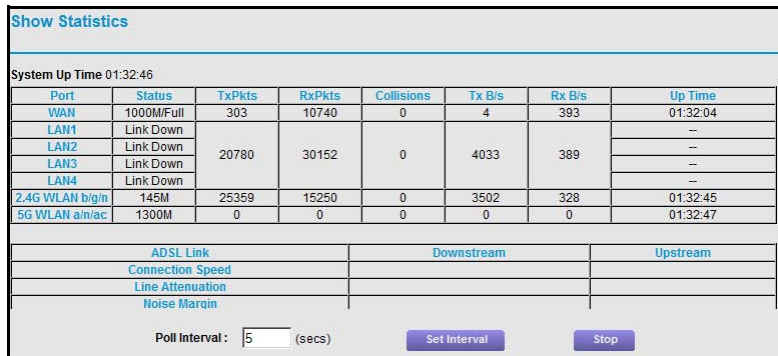 Show Statistics
System Up Time 01:32:46
Port Status TxPkts RxPkts Collisions Tx B/s Rx B/s Up Time
WAN 1000M/Full 303 10740 0 4 393 01:32:04
LAN1 Link Down 20780 30152 0 4033 389 --
LAN2 Link Down --
LAN3 Link Down --
LAN4 Link Down --
2.4G WLAN b/g/n 145M 25359 15250 0 3502 328 01:32:45
5G WLAN a/n/ac 1300M 0 0 0 0 0 01:32:47
ADSL Link Downstream Upstream
Connection Speed
Line Attenuation
Noise Margin
Poll Interval : 5 (secs) Set Interval Stop